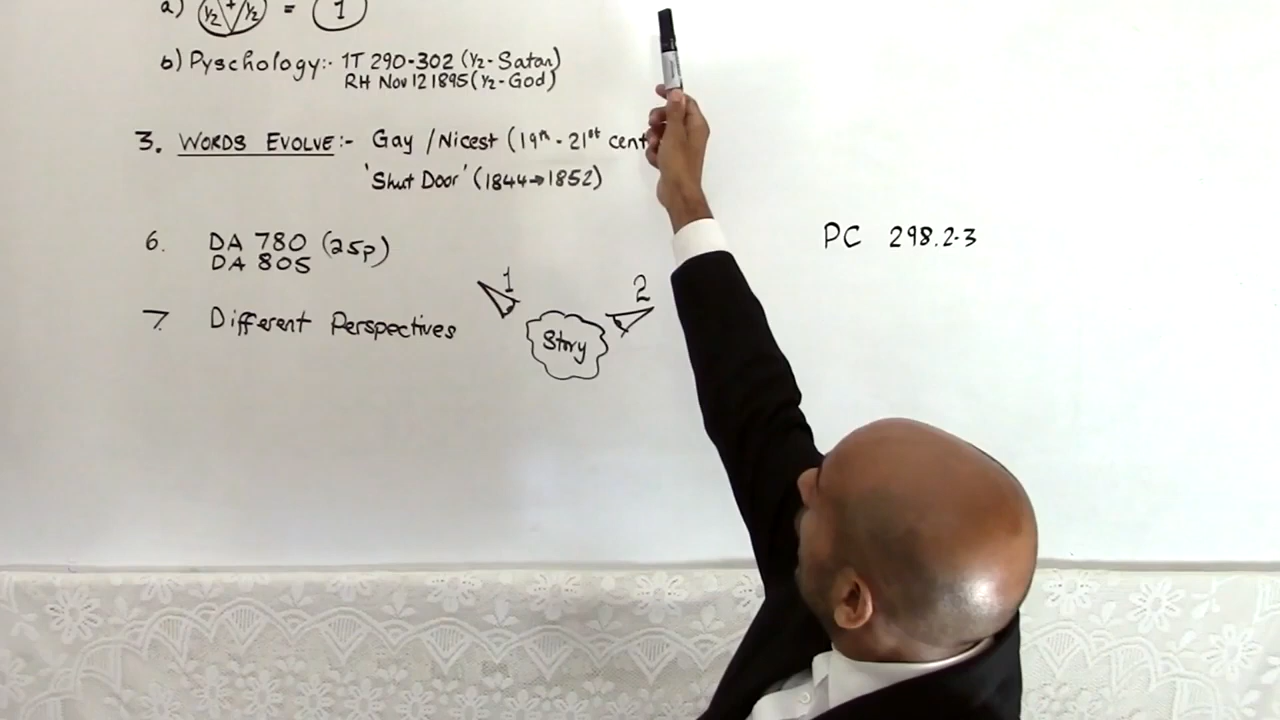 a) 1/2 + 1/2 = 1
b) Pyschology:- 1T 290-302 (1/2-Satan)
RH Nov 12 1895 (1/2-God)
3. WORDS EVOLVE:- Gay / Nicest (19th - 21st cent
'Shut Door' (1844→1852)
6. DA 780 (25p)
DA 805
PC 298.2-3
7. Different Perspectives
1
2
Story